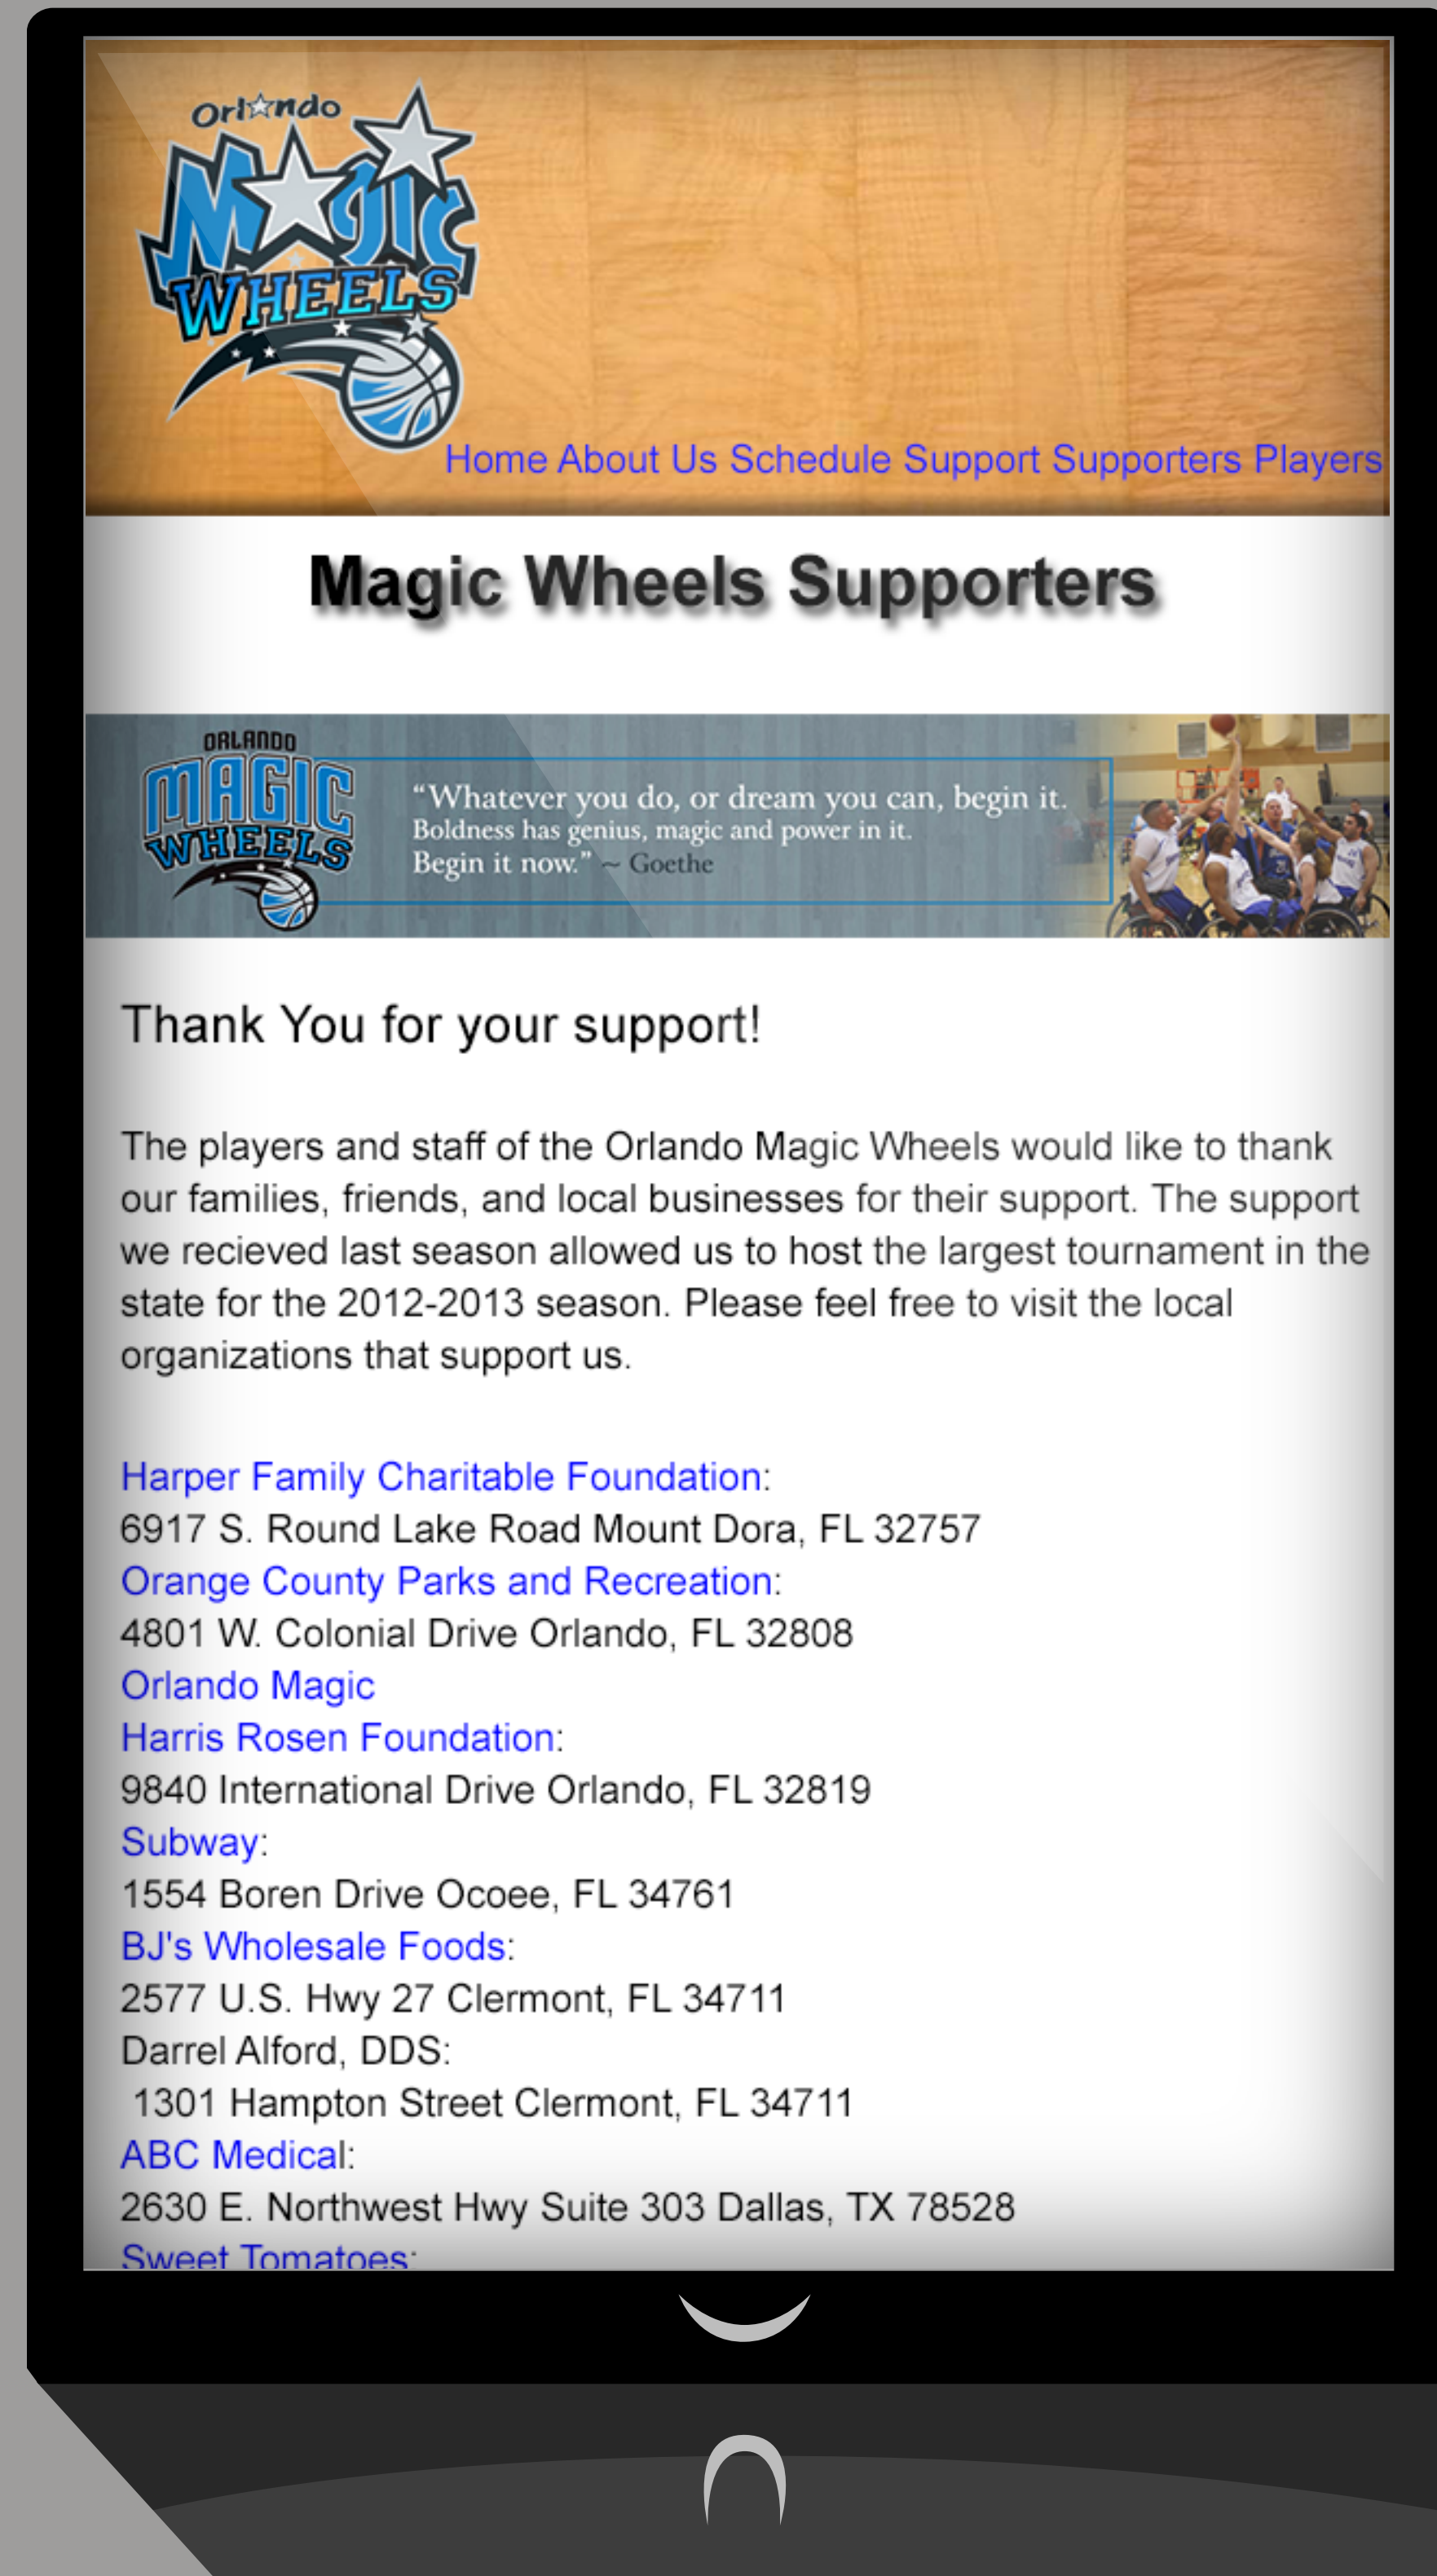 Orlando
Magic
Wheels
Home About Us Schedule Support Supporters Players
Magic Wheels Supporters
ORLANDO
MAGIC
WHEELS
“Whatever you do, or dream you can, begin it.
Boldness has genius, magic and power in it.
Begin it now.” ~ Goethe
Thank You for your support!
The players and staff of the Orlando Magic Wheels would like to thank
our families, friends, and local businesses for their support. The support
we recieved last season allowed us to host the largest tournament in the
state for the 2012-2013 season. Please feel free to visit the local
organizations that support us.
Harper Family Charitable Foundation:
6917 S. Round Lake Road Mount Dora, FL 32757
Orange County Parks and Recreation:
4801 W. Colonial Drive Orlando, FL 32808
Orlando Magic
Harris Rosen Foundation:
9840 International Drive Orlando, FL 32819
Subway:
1554 Boren Drive Ocoee, FL 34761
BJ's Wholesale Foods:
2577 U.S. Hwy 27 Clermont, FL 34711
Darrel Alford, DDS:
1301 Hampton Street Clermont, FL 34711
ABC Medical:
2630 E. Northwest Hwy Suite 303 Dallas, TX 78528
Sweet Tomatoes: